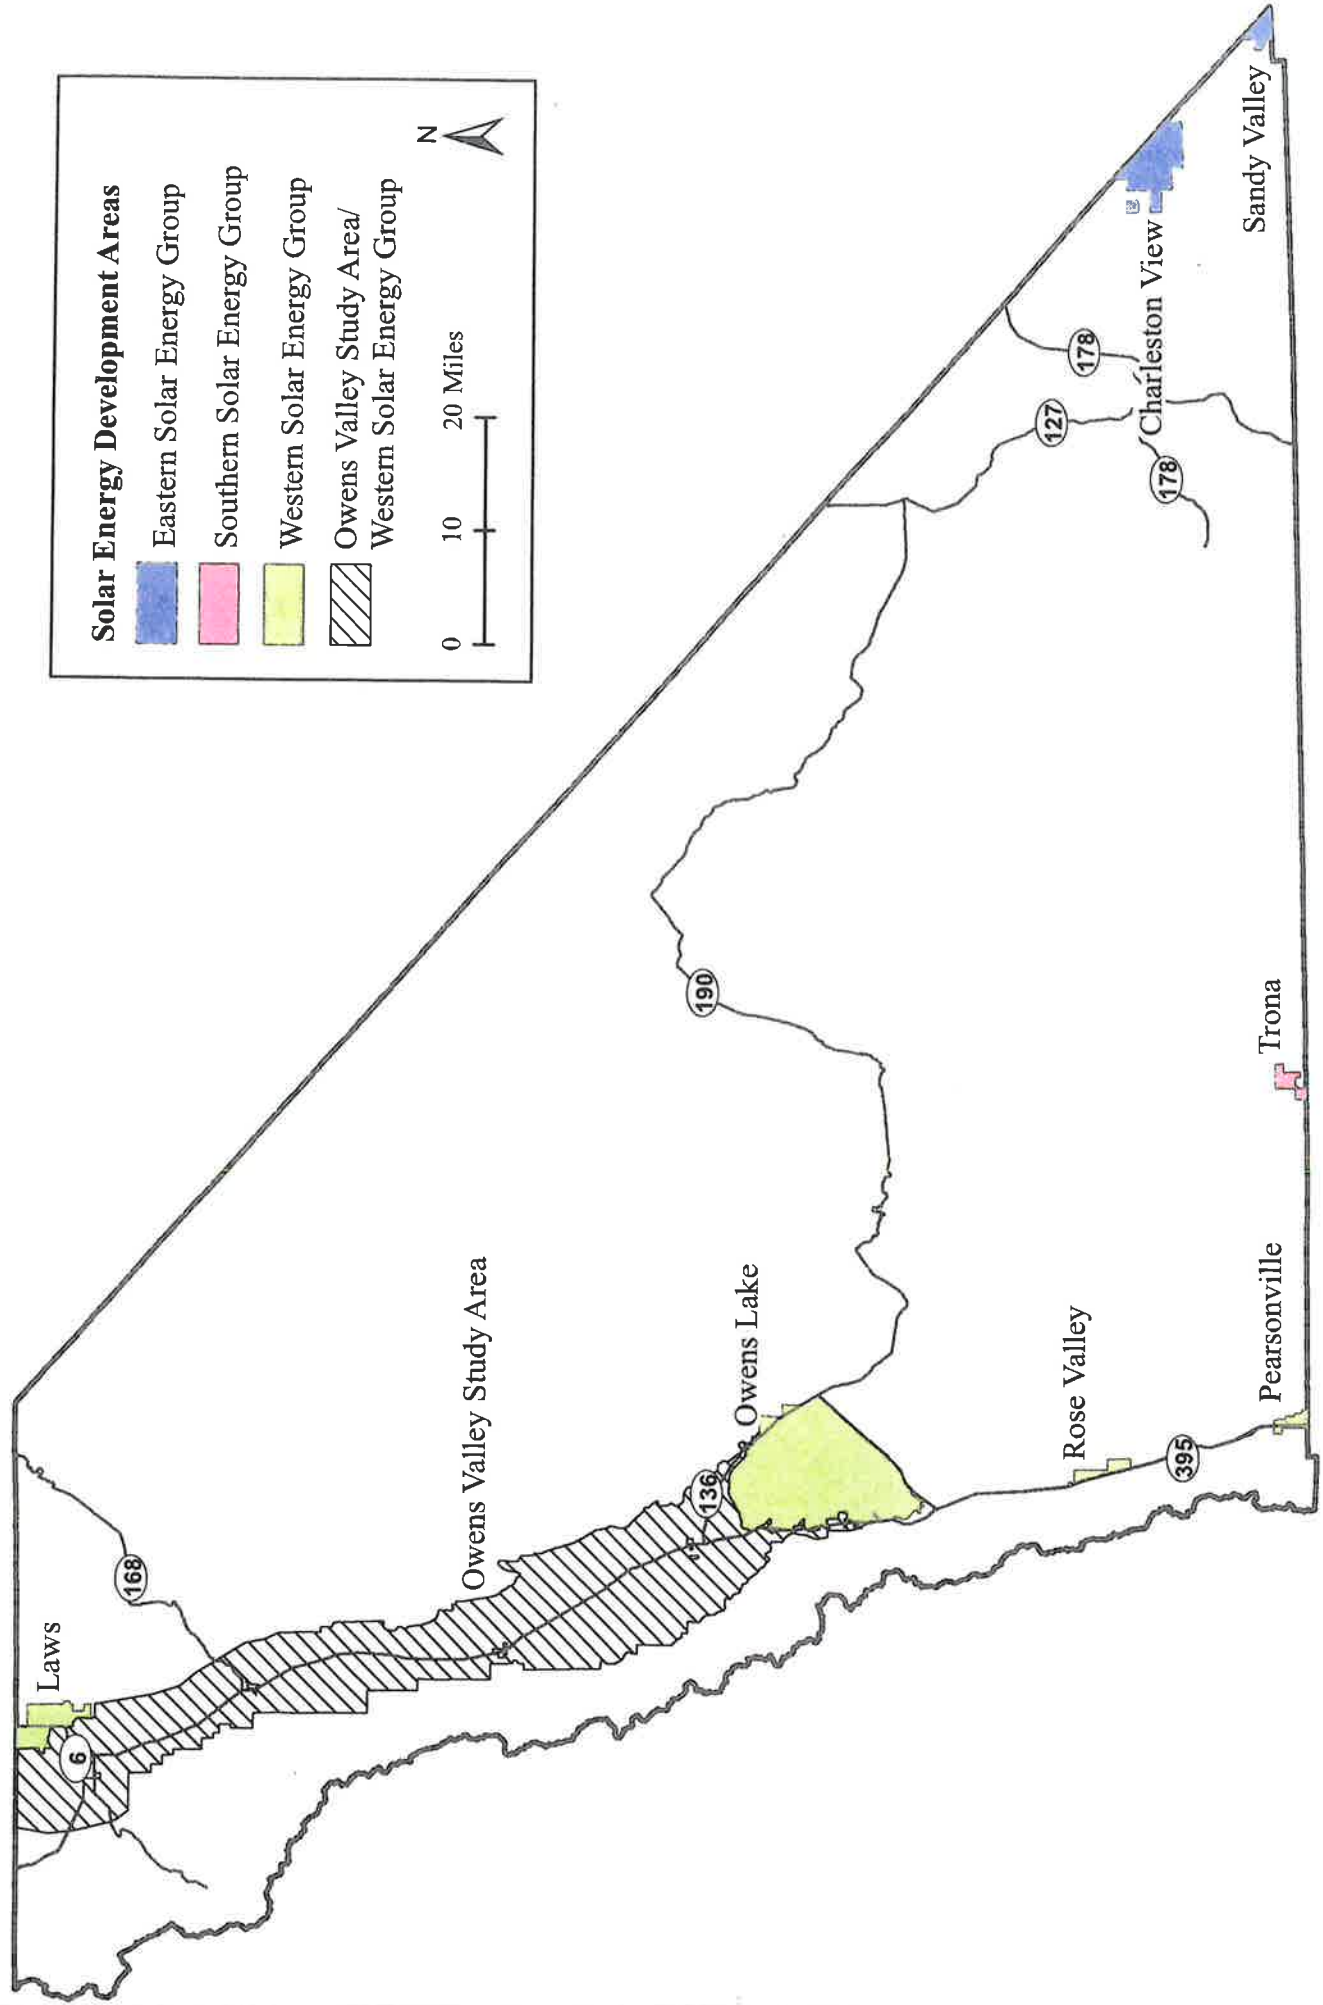 Solar Energy Development Areas
Eastern Solar Energy Group
Southern Solar Energy Group
Western Solar Energy Group
Owens Valley Study Area/
Western Solar Energy Group
0 10 20 Miles
N
Laws
6
168
Owens Valley Study Area
136
Owens Lake
190
Rose Valley
395
Pearsonville
Trona
127
178
178
Charleston View
Sandy Valley